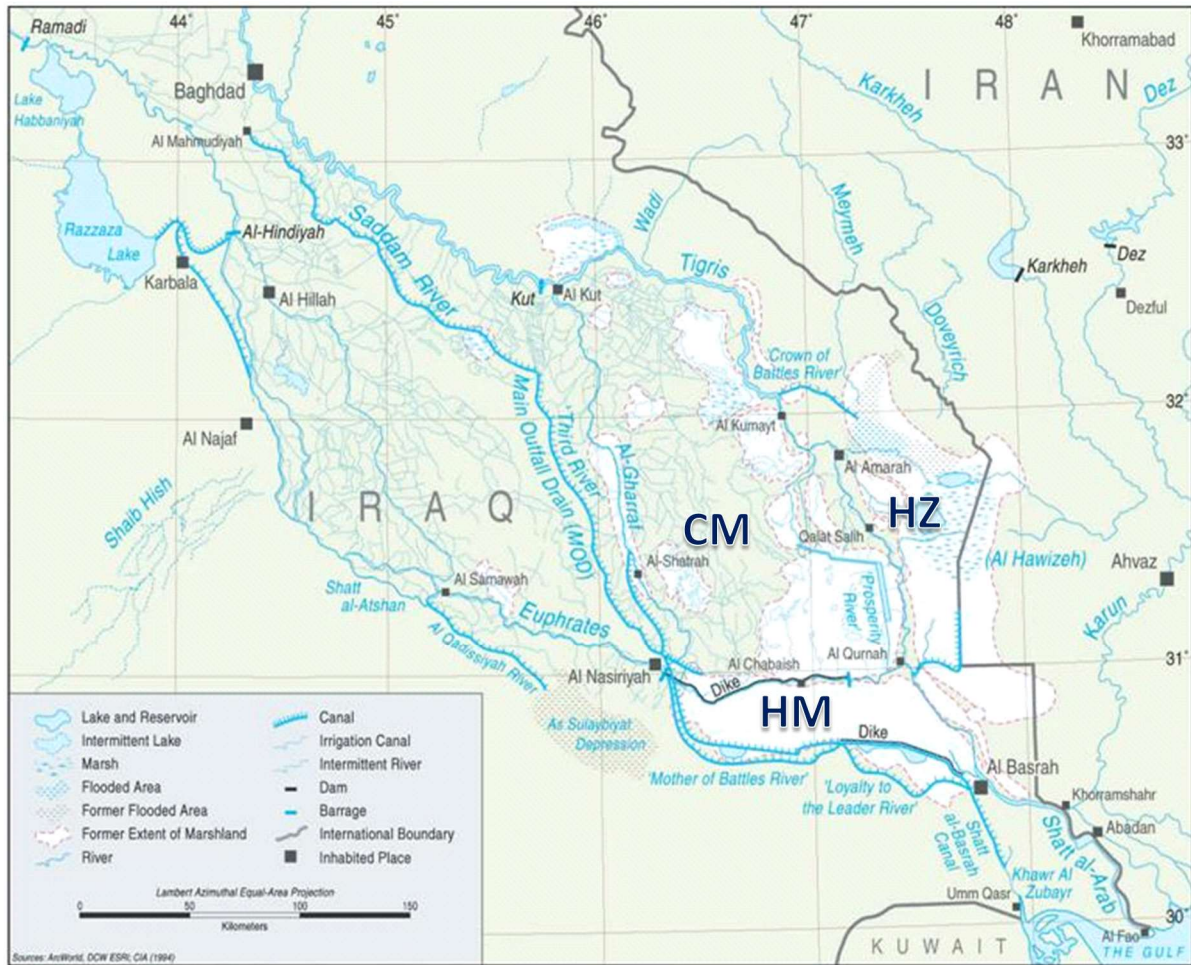 44°
45°
46°
47°
48°
Ramadi
Khorramabad
Baghdad
I R A N
Karkheh
Dez
Lake
Habbaniyah
Al Mahmudiyah
33°
Wadi
Meymeh
Saddam River
Razzaza
Lake
Al-Hindiyah
Tigris
Dez
Karkheh
Karbala
Al Hillah
Kut
Al Kut
Dezful
Doveyrich
'Crown of
Battles River'
32°
Main Outfall Drain (MOD)
'Third River'
Al Kumayt
Al Najaf
Al-Gharraf
Al Amarah
Shaib Hish
I R A Q
CM
HZ
Qalat Salih
(Al Hawizeh)
Ahvaz
Al-Shatrah
Al Samawah
Shatt
al-Atshan
'Prosperity
River'
Karun
Euphrates
Al Qadissiyah River
Al Nasiriyah
Al Chabaish
Al Qurnah
31°
Dike
HM
As Sulaybiyat
Depression
Dike
'Mother of Battles River'
'Loyalty to
the Leader River'
Al Basrah
Khorramshahr
Abadan
Shatt
al-Basrah
Canal
Shatt al-Arab
Khawr Al
Zubayr
Umm Qasr
30°
Al Fao
KUWAIT
THE GULF
Lake and Reservoir
Intermittent Lake
Marsh
Flooded Area
Former Flooded Area
Former Extent of Marshland
River
Canal
Irrigation Canal
Intermittent River
Dam
Barrage
International Boundary
Inhabited Place
Lambert Azimuthal Equal-Area Projection
0 50 100 150
Kilometers
Sources: ArcWorld, DCW ESRI; CIA (1994)